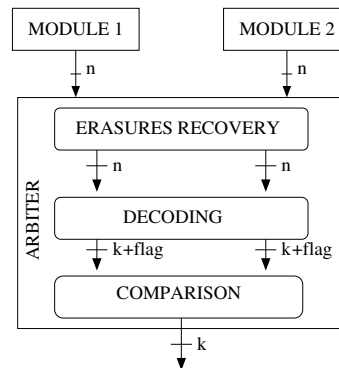 MODULE 1
MODULE 2
n
n
ARBITER
ERASURES RECOVERY
n
n
DECODING
k+flag
k+flag
COMPARISON
k